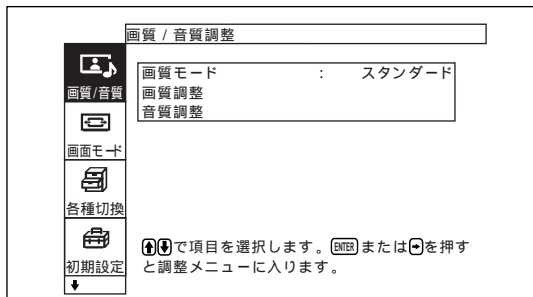 画質 / 音質調整
画質/音質
画面モード
各種切換
初期設定
画質モード : スタンダード
画質調整
音質調整
↑↓で項目を選択します。ENTERまたは→を押す
と調整メニューに入ります。